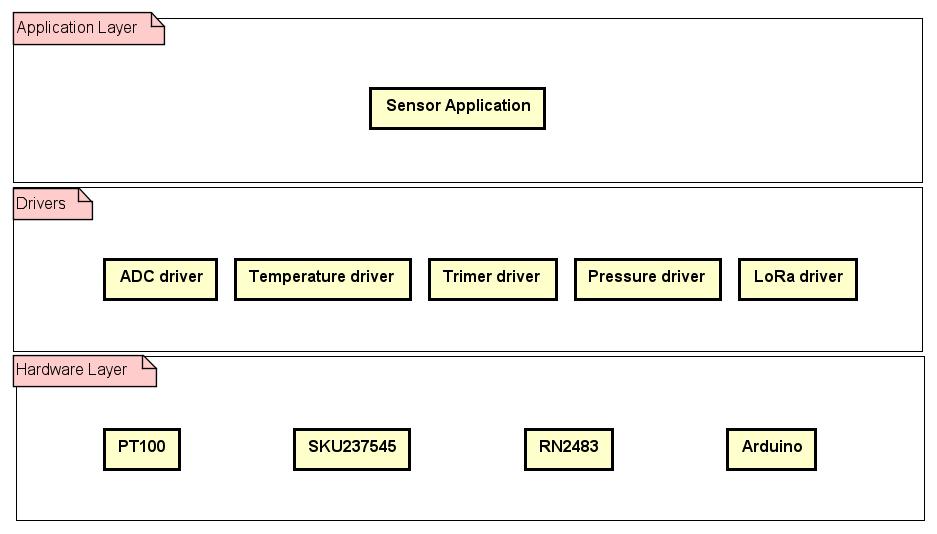 Application Layer
Sensor Application
Drivers
ADC driver
Temperature driver
Trimer driver
Pressure driver
LoRa driver
Hardware Layer
PT100
SKU237545
RN2483
Arduino